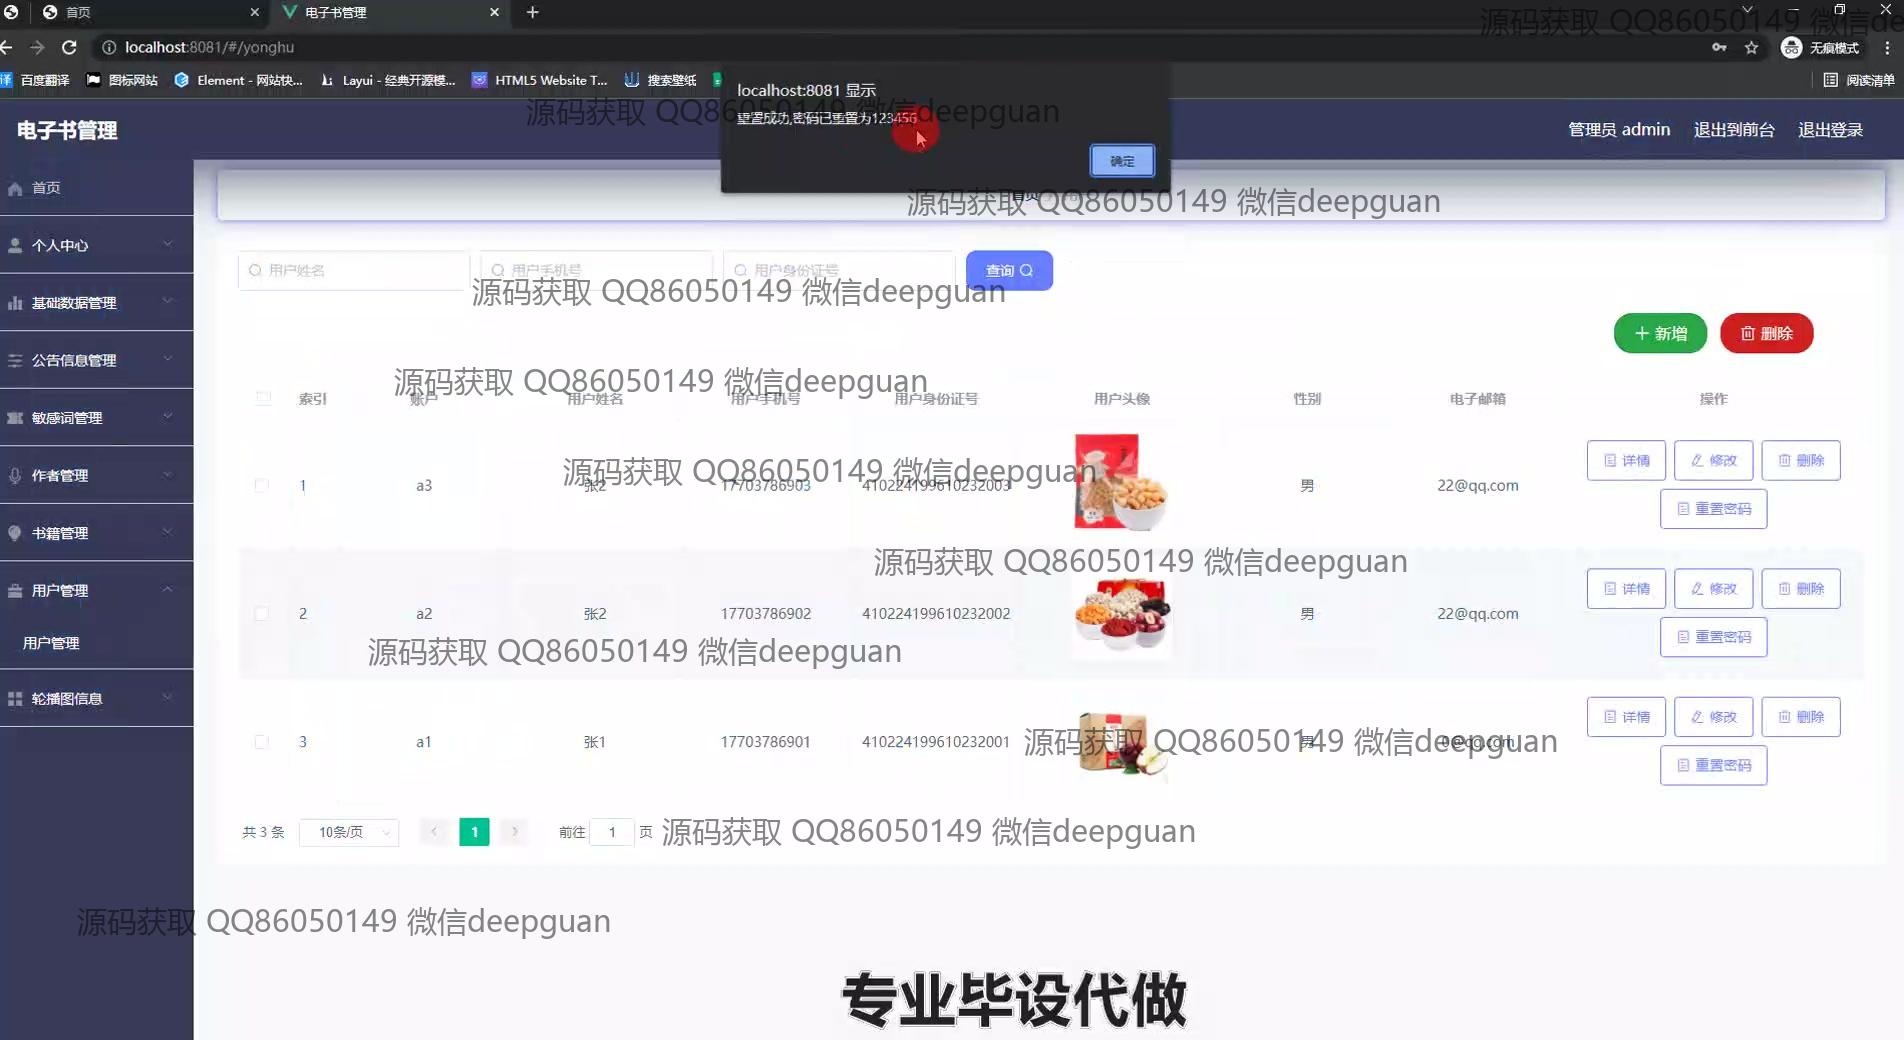 首页
电子书管理
源码获取 QQ86050149 微信de
localhost:8081/#/yonghu
无痕模式
译 百度翻译 图标网站 Element - 网站快... Layui - 经典开源模... HTML5 Website T... 搜索壁纸 阅读清单
localhost:8081 显示
源码获取 QQ86050149 微信deepguan
重置成功,密码已重置为123456
确定
电子书管理
管理员 admin 退出到前台 退出登录
首页
源码获取 QQ86050149 微信deepguan
首页
个人中心
基础数据管理
公告信息管理
敏感词管理
作者管理
书籍管理
用户管理
用户管理
轮播图信息
用户姓名 用户手机号 用户身份证号 查询
源码获取 QQ86050149 微信deepguan
新增 删除
源码获取 QQ86050149 微信deepguan
索引 账户 用户姓名 用户手机号 用户身份证号 用户头像 性别 电子邮箱 操作
源码获取 QQ86050149 微信deepguan
1 a3 张2 17703786903 410224199610232003 男 22@qq.com 详情 修改 删除
重置密码
源码获取 QQ86050149 微信deepguan
2 a2 张2 17703786902 410224199610232002 男 22@qq.com 详情 修改 删除
重置密码
源码获取 QQ86050149 微信deepguan
3 a1 张1 17703786901 410224199610232001 男 详情 修改 删除
重置密码
源码获取 QQ86050149 微信deepguan
共 3 条 10条/页 1 前往 1 页
源码获取 QQ86050149 微信deepguan
源码获取 QQ86050149 微信deepguan
专业毕设代做